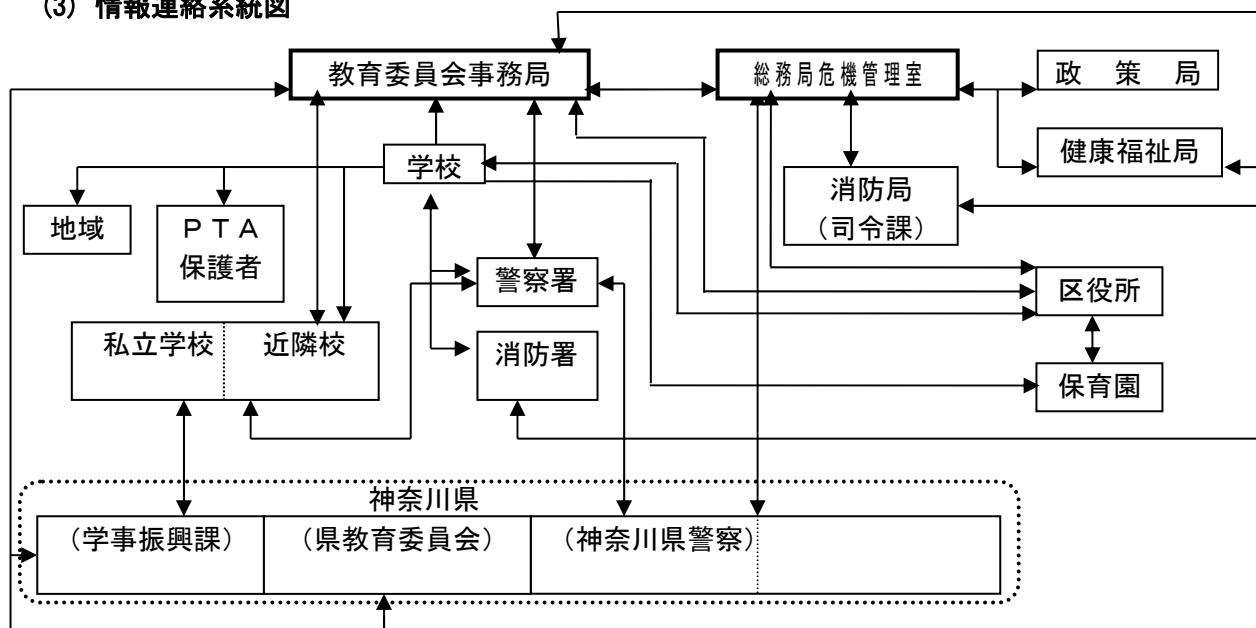 (3) 情報連絡系統図
教育委員会事務局
総務局危機管理室
政 策 局
健康福祉局
学校
消防局
（司令課）
地域
ＰＴＡ
保護者
警察署
区役所
私立学校
近隣校
消防署
保育園
神奈川県
（学事振興課）
（県教育委員会）
（神奈川県警察）